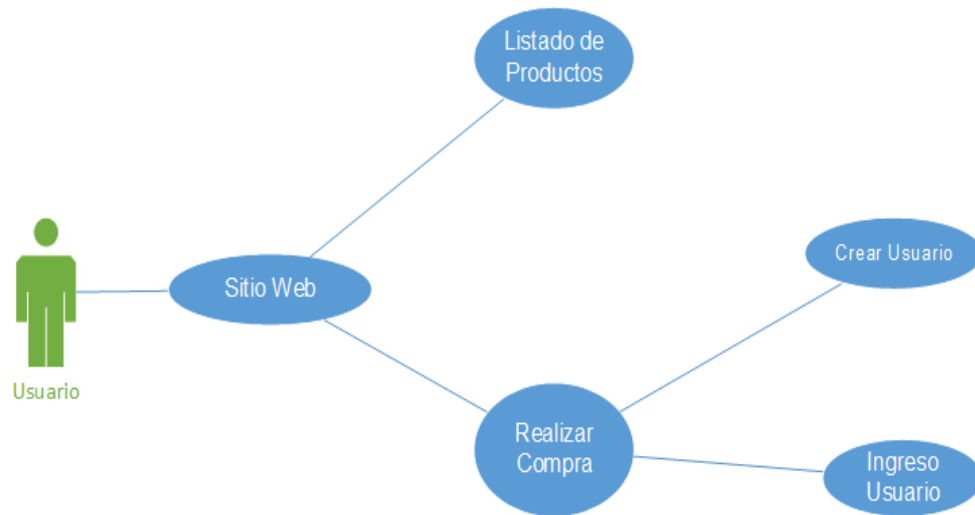 Listado de
Productos
Crear Usuario
Sitio Web
Usuario
Realizar
Compra
Ingreso
Usuario